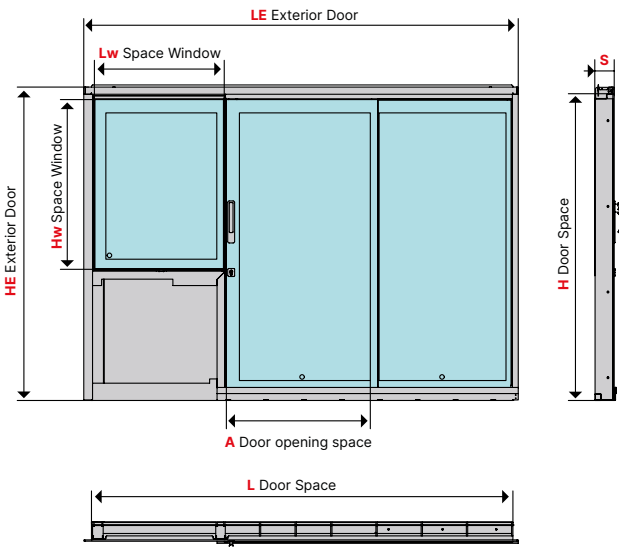 LE Exterior Door
Lw Space Window
S
HE Exterior Door
Hw Space Window
H Door Space
A Door opening space
L Door Space